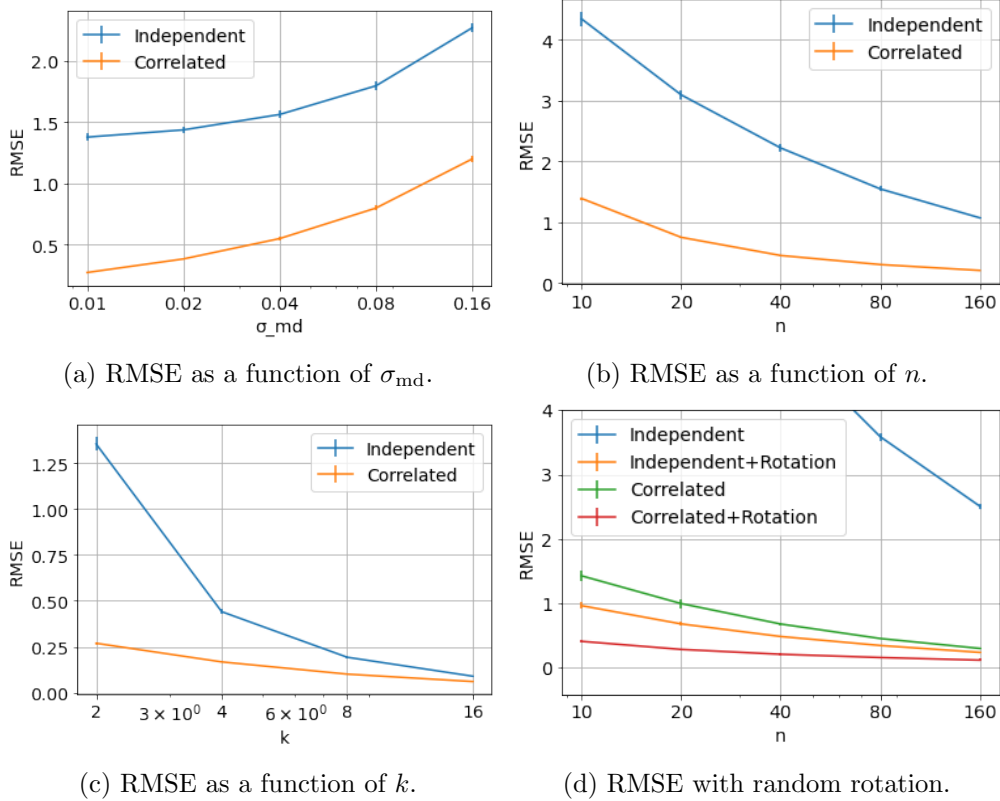 Independent
Correlated
RMSE
2.0
1.5
1.0
0.5
0.01
0.02
0.04
0.08
0.16
σ_md
(a) RMSE as a function of σmd.
Independent
Correlated
RMSE
4
3
2
1
0
10
20
40
80
160
n
(b) RMSE as a function of n.
Independent
Correlated
RMSE
1.25
1.00
0.75
0.50
0.25
0.00
2
3 × 10⁰
4
6 × 10⁰
8
16
k
(c) RMSE as a function of k.
Independent
Independent+Rotation
Correlated
Correlated+Rotation
RMSE
4
3
2
1
0
10
20
40
80
160
n
(d) RMSE with random rotation.